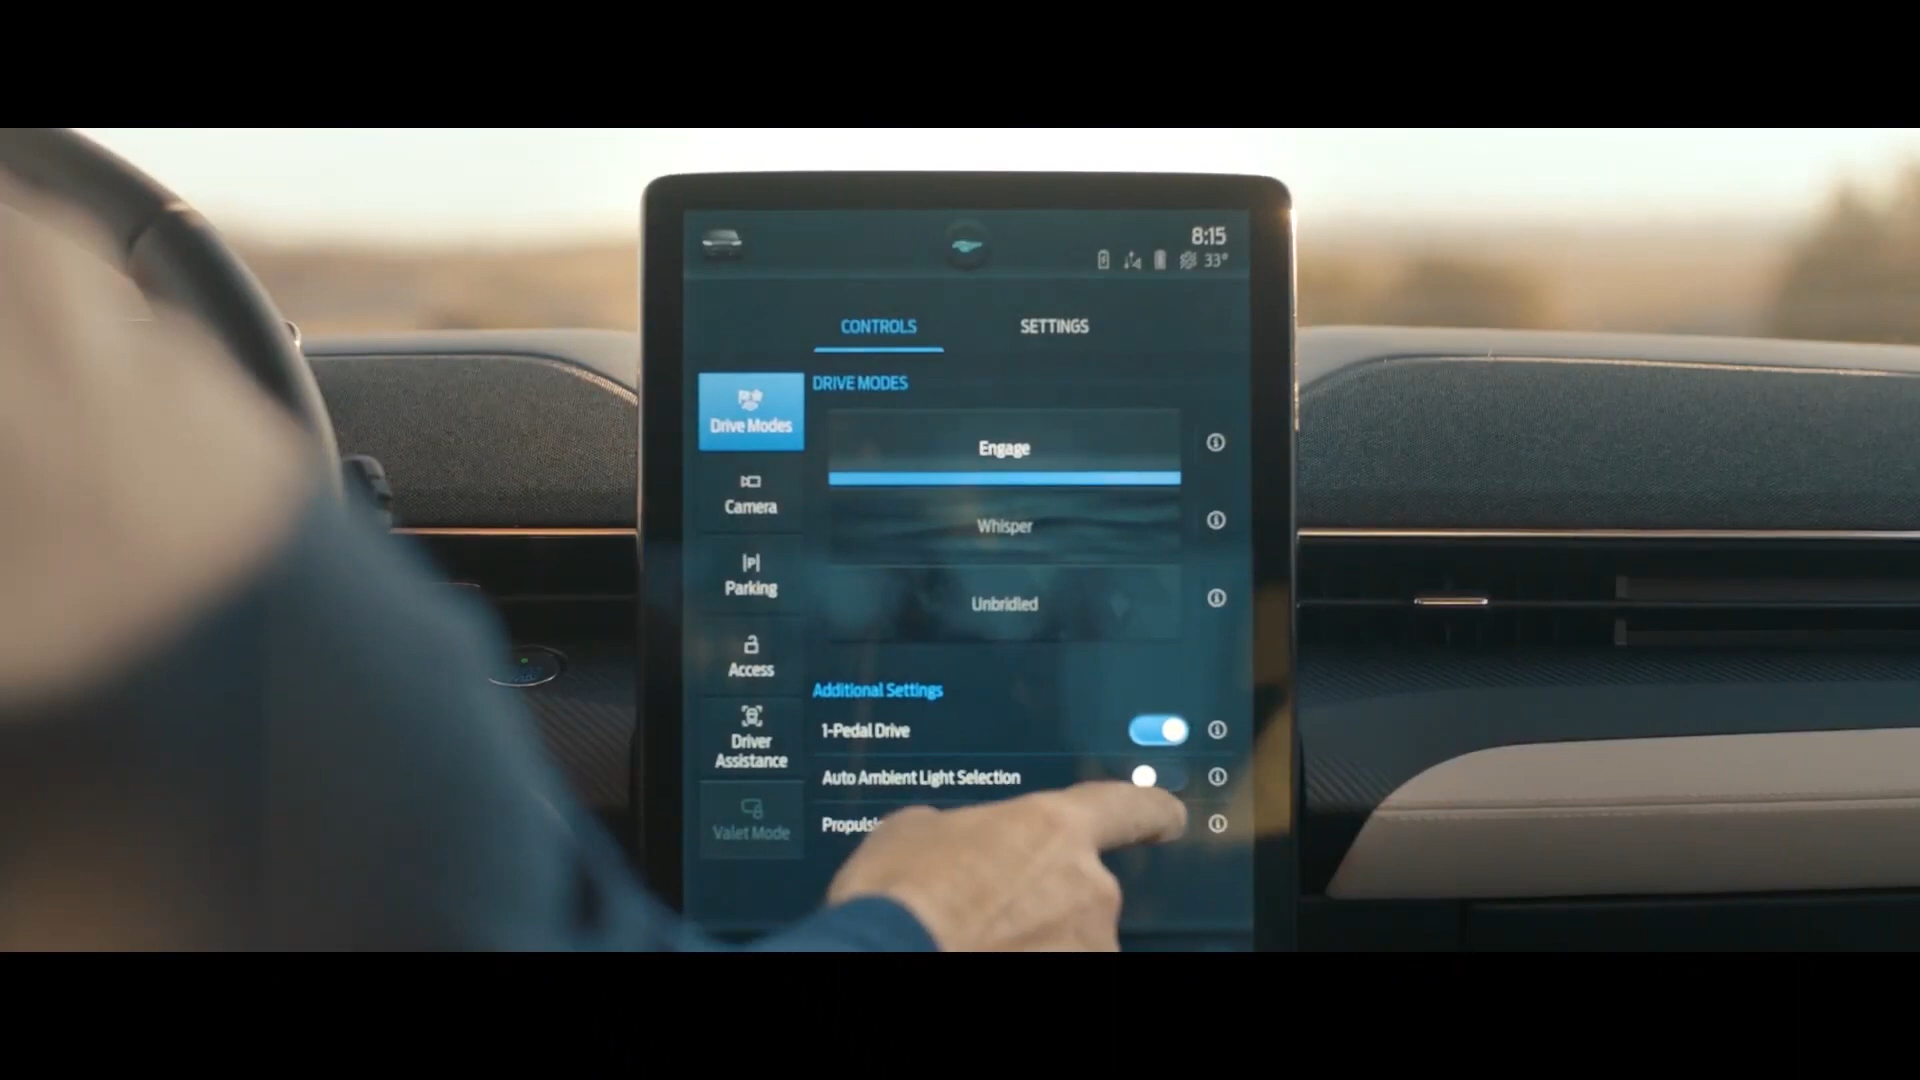 8:15
33°
CONTROLS
SETTINGS
DRIVE MODES
Drive Modes
Engage
Camera
Whisper
Parking
Unbridled
Access
Additional Settings
1-Pedal Drive
Driver
Assistance
Auto Ambient Light Selection
Valet Mode